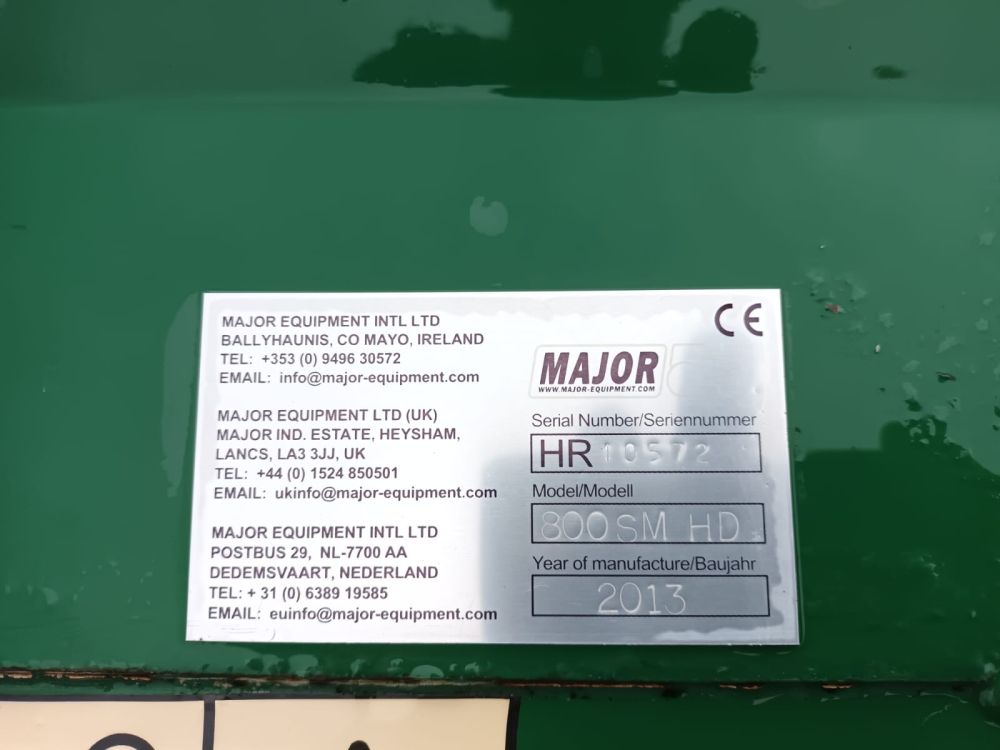 MAJOR EQUIPMENT INTL LTD
BALLYHAUNIS, CO MAYO, IRELAND
TEL: +353 (0) 9496 30572
EMAIL: info@major-equipment.com
MAJOR EQUIPMENT LTD (UK)
MAJOR IND. ESTATE, HEYSHAM,
LANCS, LA3 3JJ, UK
TEL: +44 (0) 1524 850501
EMAIL: ukinfo@major-equipment.com
MAJOR EQUIPMENT INTL LTD
POSTBUS 29, NL-7700 AA
DEDEMSVAART, NEDERLAND
TEL: + 31 (0) 6389 19585
EMAIL: euinfo@major-equipment.com
CE
MAJOR
WWW.MAJOR-EQUIPMENT.COM
Serial Number/Seriennummer
HR 10572
Model/Modell
800 SM HD
Year of manufacture/Baujahr
2013